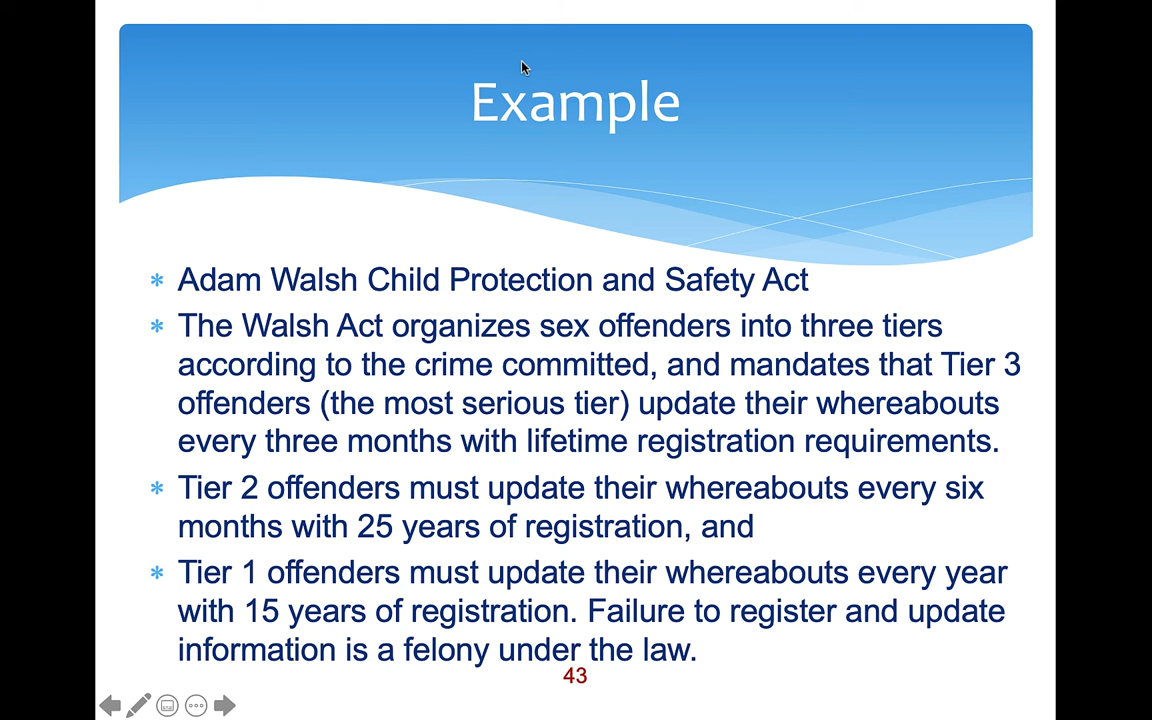 Example
* Adam Walsh Child Protection and Safety Act
* The Walsh Act organizes sex offenders into three tiers
according to the crime committed, and mandates that Tier 3
offenders (the most serious tier) update their whereabouts
every three months with lifetime registration requirements.
* Tier 2 offenders must update their whereabouts every six
months with 25 years of registration, and
* Tier 1 offenders must update their whereabouts every year
with 15 years of registration. Failure to register and update
information is a felony under the law.
43